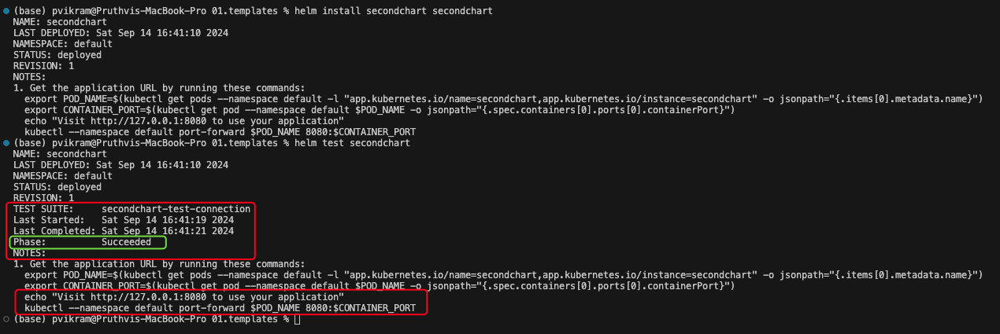 (base) pvikram@Pruthvis-MacBook-Pro 01.templates % helm install secondchart secondchart
NAME: secondchart
LAST DEPLOYED: Sat Sep 14 16:41:10 2024
NAMESPACE: default
STATUS: deployed
REVISION: 1
NOTES:
1. Get the application URL by running these commands:
  export POD_NAME=$(kubectl get pods --namespace default -l "app.kubernetes.io/name=secondchart,app.kubernetes.io/instance=secondchart" -o jsonpath="{.items[0].metadata.name}")
  export CONTAINER_PORT=$(kubectl get pod --namespace default $POD_NAME -o jsonpath="{.spec.containers[0].ports[0].containerPort}")
  echo "Visit http://127.0.0.1:8080 to use your application"
  kubectl --namespace default port-forward $POD_NAME 8080:$CONTAINER_PORT
(base) pvikram@Pruthvis-MacBook-Pro 01.templates % helm test secondchart
NAME: secondchart
LAST DEPLOYED: Sat Sep 14 16:41:10 2024
NAMESPACE: default
STATUS: deployed
REVISION: 1
TEST SUITE:     secondchart-test-connection
Last Started:   Sat Sep 14 16:41:19 2024
Last Completed: Sat Sep 14 16:41:21 2024
Phase:          Succeeded
NOTES:
1. Get the application URL by running these commands:
  export POD_NAME=$(kubectl get pods --namespace default -l "app.kubernetes.io/name=secondchart,app.kubernetes.io/instance=secondchart" -o jsonpath="{.items[0].metadata.name}")
  export CONTAINER_PORT=$(kubectl get pod --namespace default $POD_NAME -o jsonpath="{.spec.containers[0].ports[0].containerPort}")
  echo "Visit http://127.0.0.1:8080 to use your application"
  kubectl --namespace default port-forward $POD_NAME 8080:$CONTAINER_PORT
(base) pvikram@Pruthvis-MacBook-Pro 01.templates %